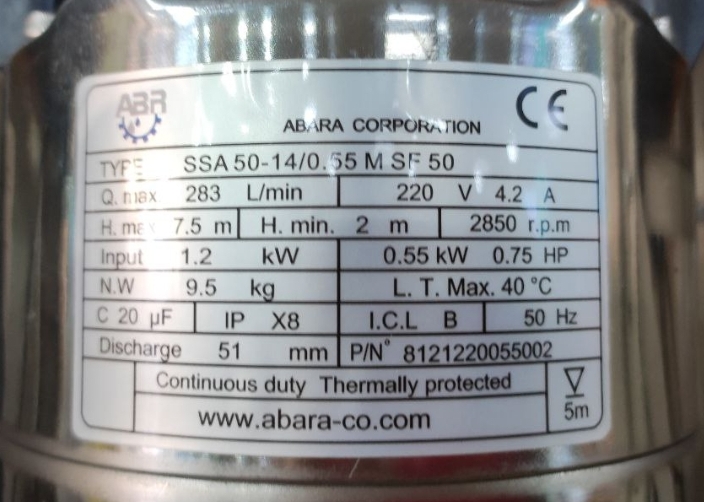 ABR
CE
ABARA CORPORATION
TYPE SSA 50-14/0.55 M SF 50
Q. max 283 L/min 220 V 4.2 A
H. max 7.5 m H. min. 2 m 2850 r.p.m
Input 1.2 kW 0.55 kW 0.75 HP
N.W 9.5 kg L. T. Max. 40 °C
C 20 µF IP X8 I.C.L B 50 Hz
Discharge 51 mm P/N° 8121220055002
Continuous duty Thermally protected
www.abara-co.com
5m